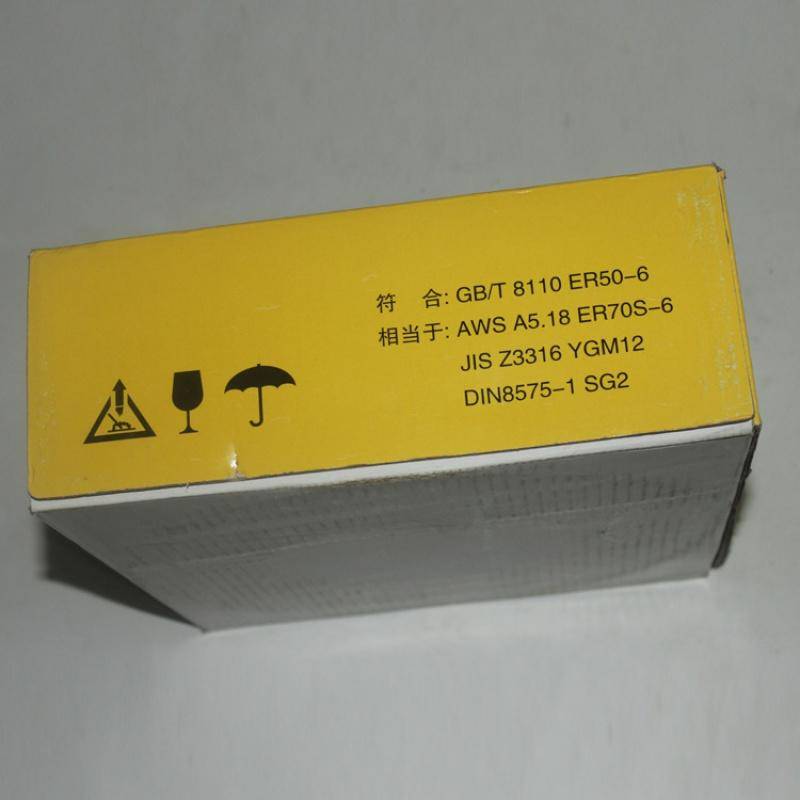 符 合: GB/T 8110 ER50-6
相当于: AWS A5.18 ER70S-6
JIS Z3316 YGM12
DIN8575-1 SG2